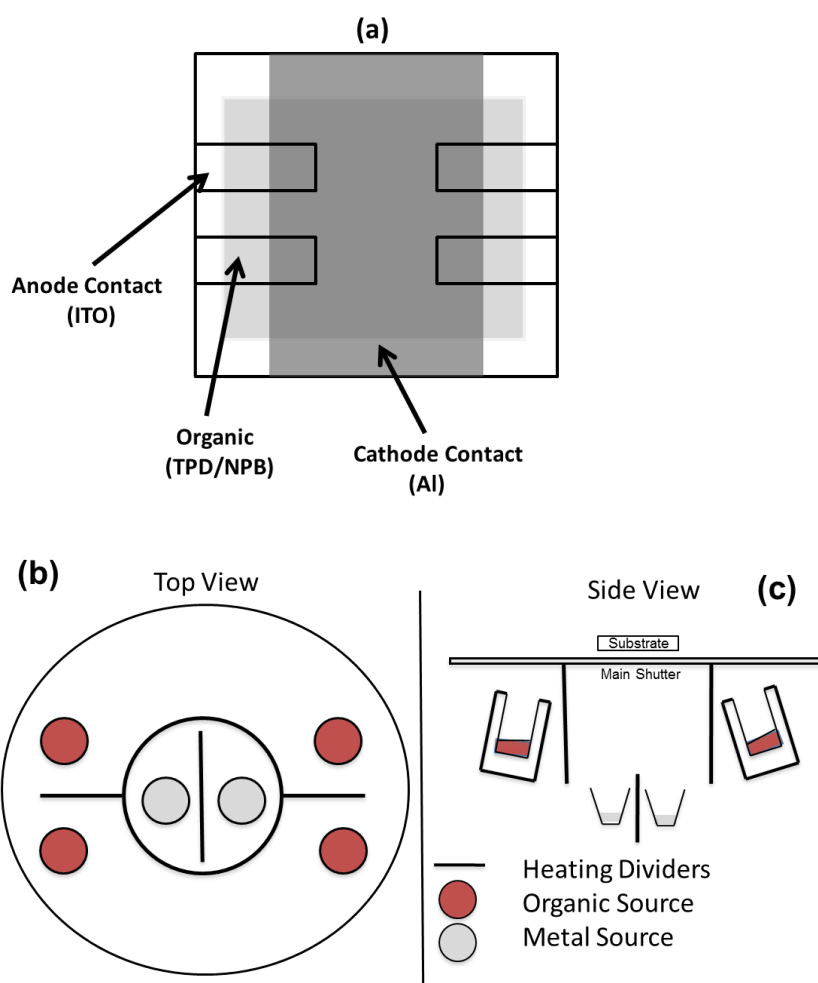 (a)
Anode Contact
(ITO)
Organic
(TPD/NPB)
Cathode Contact
(Al)
(b)
Top View
Side View
(c)
Substrate
Main Shutter
Heating Dividers
Organic Source
Metal Source